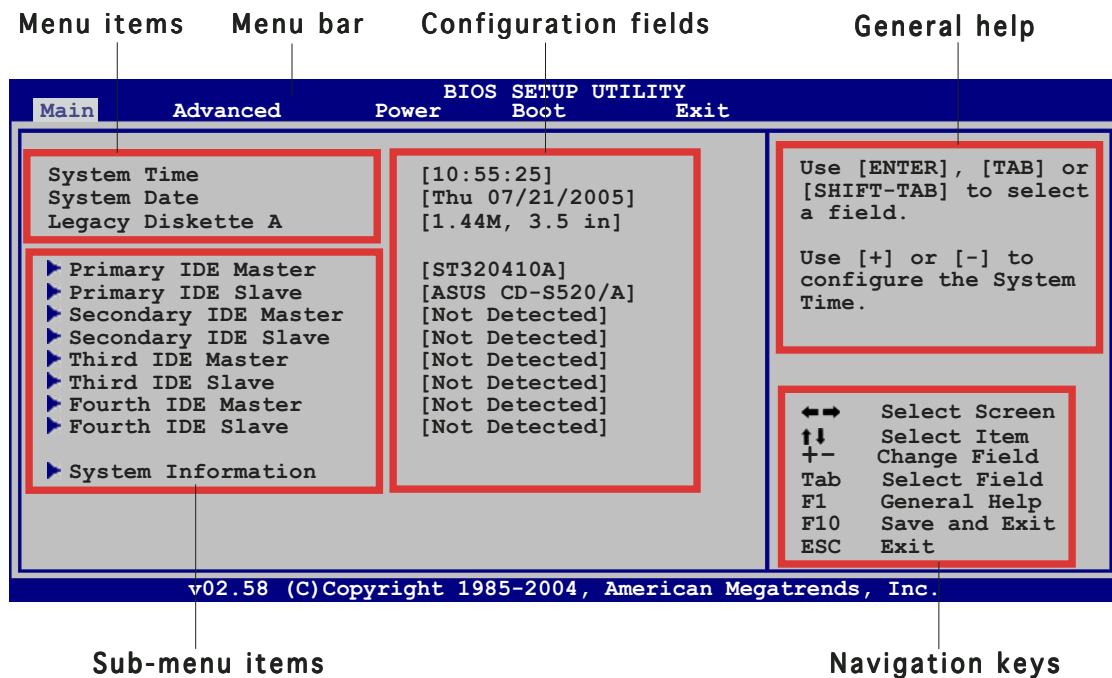 Menu items Menu bar Configuration fields General help
BIOS SETUP UTILITY
Main Advanced Power Boot Exit
System Time [10:55:25]
System Date [Thu 07/21/2005]
Legacy Diskette A [1.44M, 3.5 in]
Primary IDE Master [ST320410A]
Primary IDE Slave [ASUS CD-S520/A]
Secondary IDE Master [Not Detected]
Secondary IDE Slave [Not Detected]
Third IDE Master [Not Detected]
Third IDE Slave [Not Detected]
Fourth IDE Master [Not Detected]
Fourth IDE Slave [Not Detected]
System Information
Use [ENTER], [TAB] or
[SHIFT-TAB] to select
a field.
Use [+] or [-] to
configure the System
Time.
←→ Select Screen
↑↓ Select Item
+- Change Field
Tab Select Field
F1 General Help
F10 Save and Exit
ESC Exit
v02.58 (C)Copyright 1985-2004, American Megatrends, Inc.
Sub-menu items Navigation keys